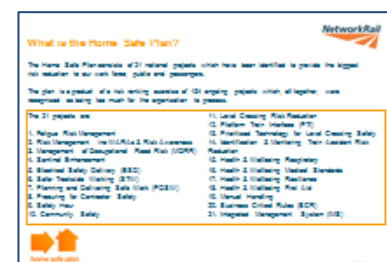 NetworkRail
What is the Home Safe Plan?
The Home Safe Plan consists of 21 national projects which have been identified to provide the biggest
risk reduction to our work force, public and passengers.
The plan is a product of a risk ranking exercise of 124 ongoing projects which, all together, were
recognised as being too much for the organisation to process.
The 21 projects are
1. Fatigue Risk Management
2. Risk Management & Risk Awareness
3. Management of Occupational Road Risk (MORR)
4. Sentinel Enhancement
5. Electrical Safety Delivery (ESD)
6. Safer Trackside Working (STW)
7. Planning and Delivering Safe Work (PDSW)
8. Procuring for Contractor Safety
9. Safety Hour
10. Community Safety
11. Level Crossing Risk Reduction
12. Platform Train Interface (PTI)
13. Prioritised Technology for Level Crossing Safety
14. Identification & Monitoring Train Accident Risk
Reduction
15. Health & Wellbeing Respiratory
16. Health & Wellbeing Medical Standards
17. Health & Wellbeing Resilience
18. Health & Wellbeing First Aid
19. Manual Handling
20. Business Critical Rules (BCR)
21. Integrated Management System (IMS)
home safe plan